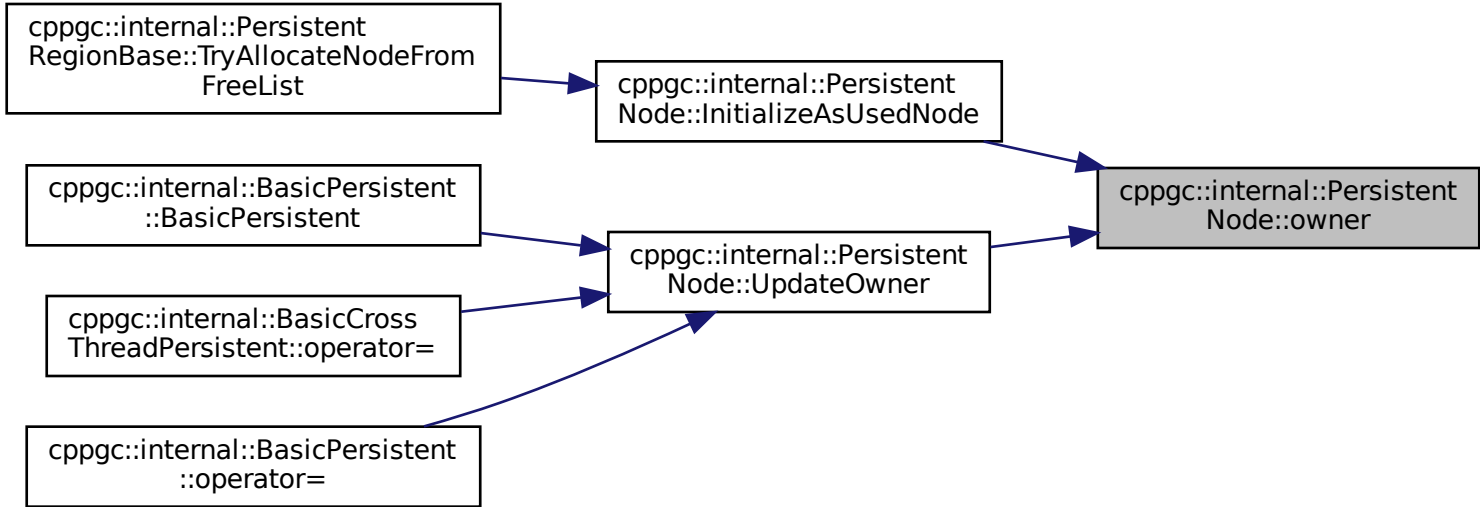 cppgc::internal::Persistent
RegionBase::TryAllocateNodeFrom
FreeList
cppgc::internal::Persistent
Node::InitializeAsUsedNode
cppgc::internal::BasicPersistent
::BasicPersistent
cppgc::internal::Persistent
Node::owner
cppgc::internal::Persistent
Node::UpdateOwner
cppgc::internal::BasicCross
ThreadPersistent::operator=
cppgc::internal::BasicPersistent
::operator=